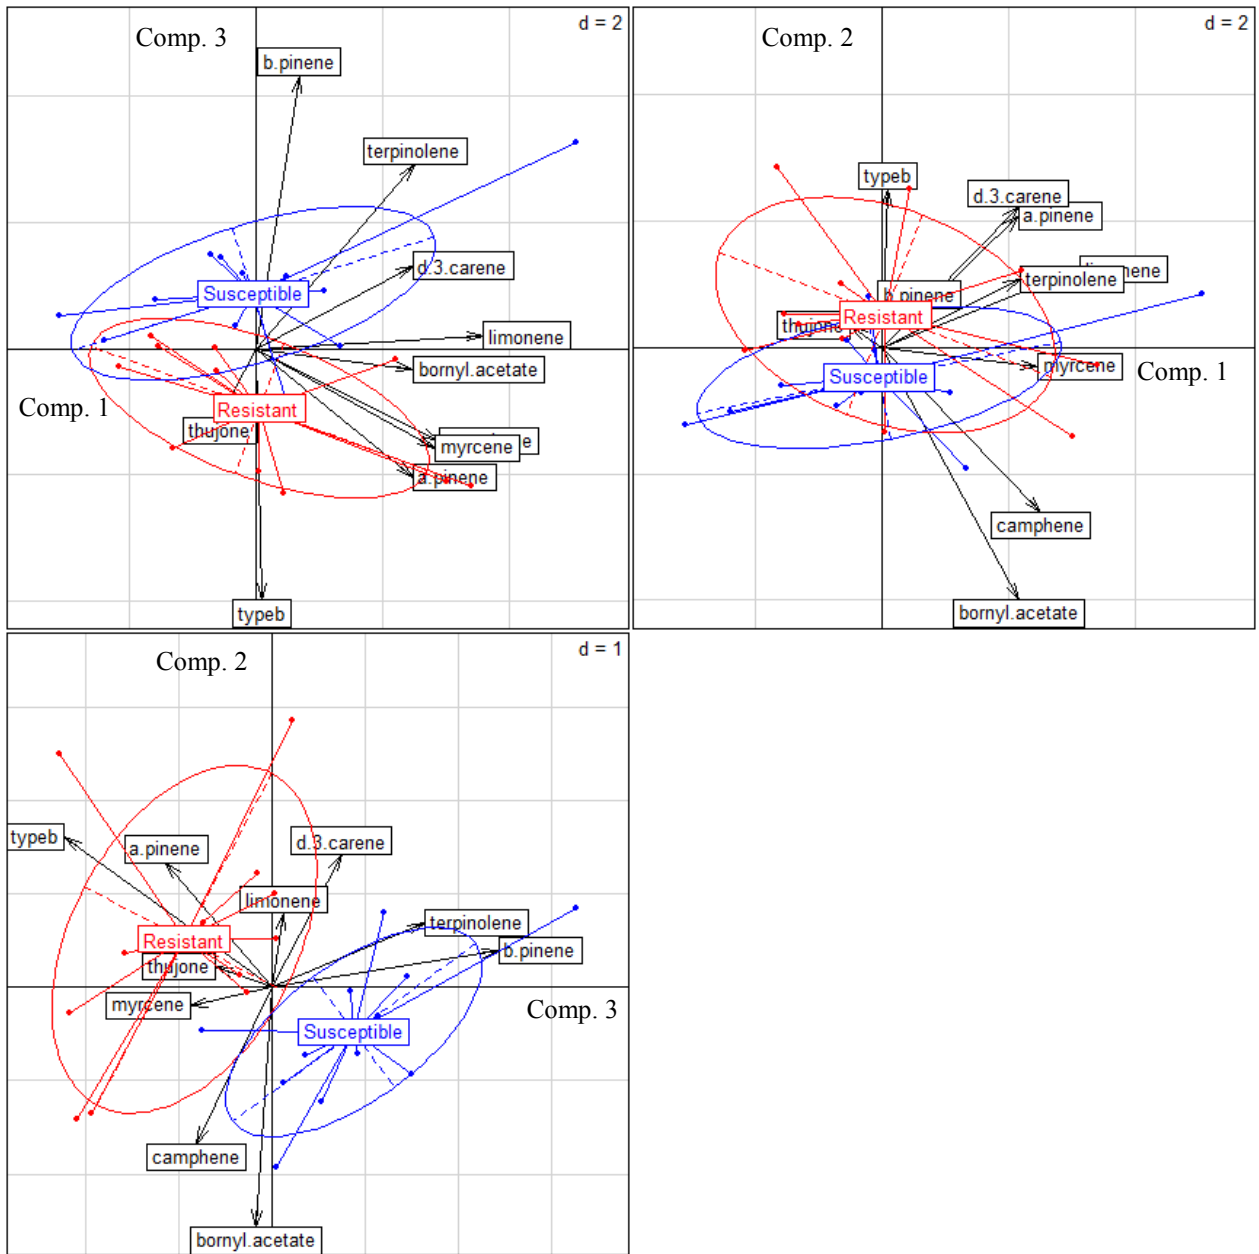 Comp. 3
d = 2
b.pinene
terpinolene
d.3.carene
Susceptible
limonene
bornyl.acetate
Comp. 1
Resistant
thujone
myrcene
a.pinene
typeb
Comp. 2
d = 2
typeb
d.3.carene
a.pinene
terpinolene
b.pinene
Resistant
Susceptible
myrcene
Comp. 1
camphene
bornyl.acetate
Comp. 2
d = 1
typeb
a.pinene
d.3.carene
limonene
terpinolene
Resistant
b.pinene
thujone
myrcene
Comp. 3
Susceptible
camphene
bornyl.acetate